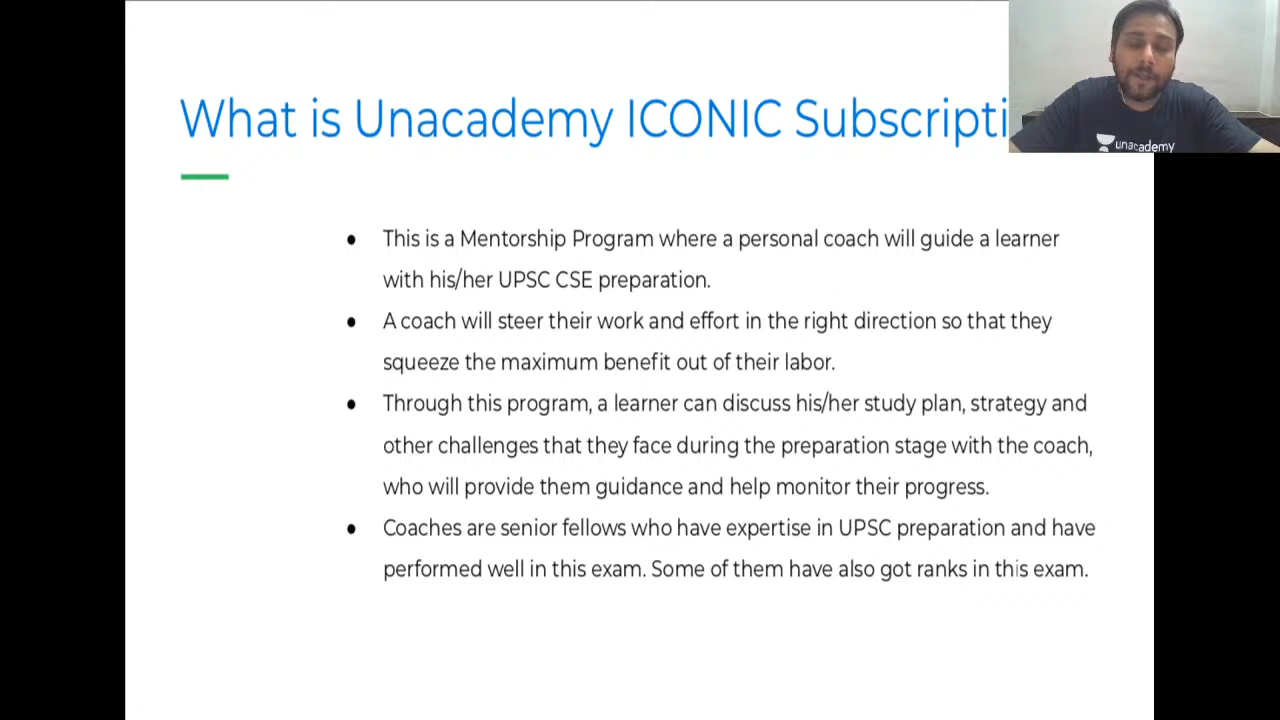 What is Unacademy ICONIC Subscripti
unacademy
This is a Mentorship Program where a personal coach will guide a learner
with his/her UPSC CSE preparation.
A coach will steer their work and effort in the right direction so that they
squeeze the maximum benefit out of their labor.
Through this program, a learner can discuss his/her study plan, strategy and
other challenges that they face during the preparation stage with the coach,
who will provide them guidance and help monitor their progress.
Coaches are senior fellows who have expertise in UPSC preparation and have
performed well in this exam. Some of them have also got ranks in this exam.